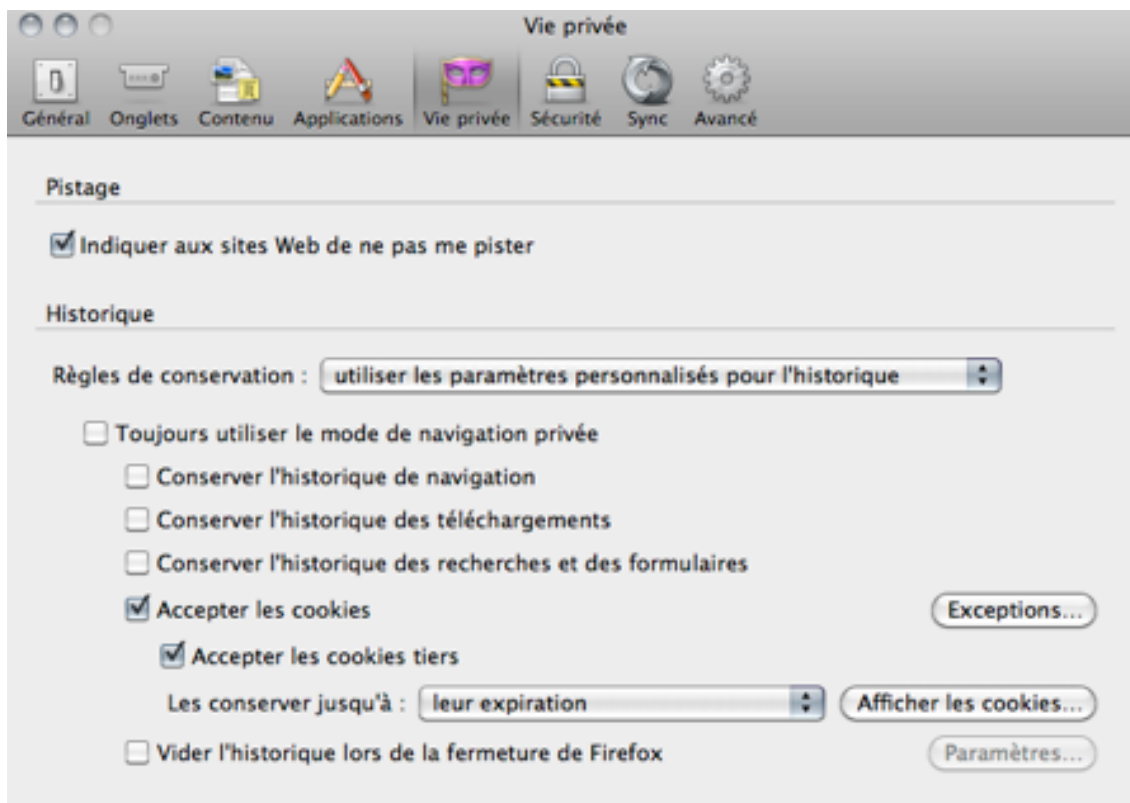 Vie privée
Général Onglets Contenu Applications Vie privée Sécurité Sync Avancé
Pistage
Indiquer aux sites Web de ne pas me pister
Historique
Règles de conservation : utiliser les paramètres personnalisés pour l'historique
Toujours utiliser le mode de navigation privée
Conserver l'historique de navigation
Conserver l'historique des téléchargements
Conserver l'historique des recherches et des formulaires
Accepter les cookies Exceptions...
Accepter les cookies tiers
Les conserver jusqu'à : leur expiration Afficher les cookies...
Vider l'historique lors de la fermeture de Firefox Paramètres...